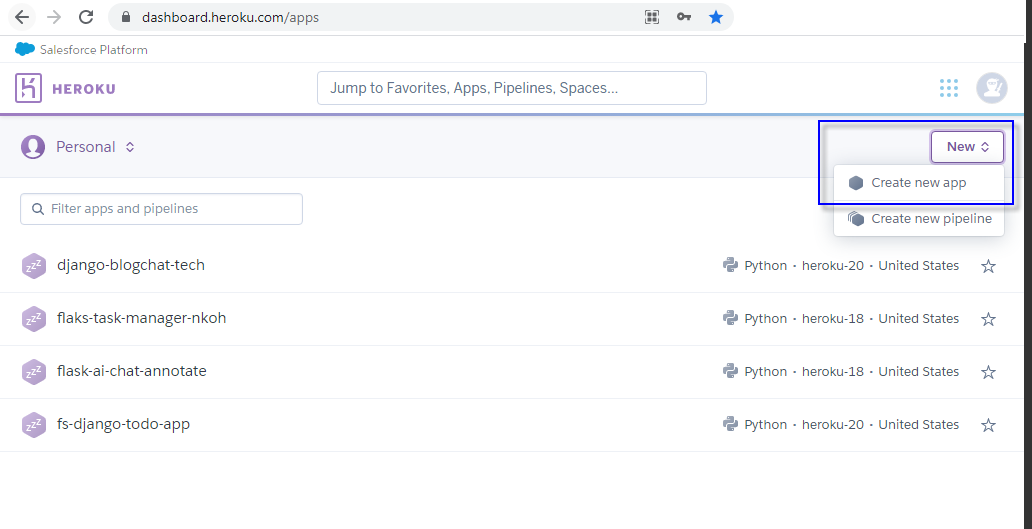 dashboard.heroku.com/apps
Salesforce Platform
HEROKU
Jump to Favorites, Apps, Pipelines, Spaces...
Personal
New
Create new app
Create new pipeline
Filter apps and pipelines
django-blogchat-tech Python • heroku-20 • United States
flaks-task-manager-nkoh Python • heroku-18 • United States
flask-ai-chat-annotate Python • heroku-18 • United States
fs-django-todo-app Python • heroku-20 • United States